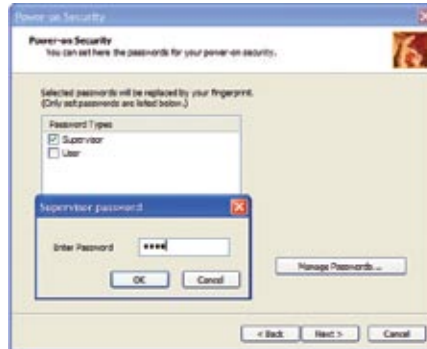 Power-on Security
Power-on Security
You can set here the passwords for your power-on security.
Selected passwords will be replaced by your fingerprint.
(Only set passwords are listed below.)
Password Types
Supervisor
User
Supervisor password
Enter Password
OK
Cancel
Manage Passwords...
< Back
Next >
Cancel